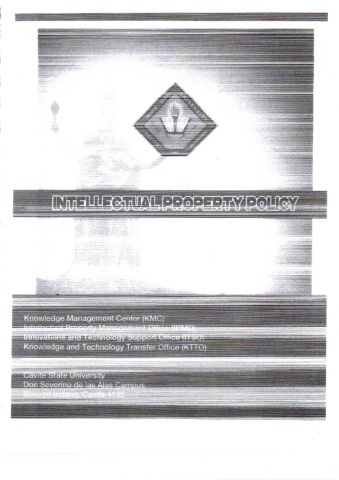 INTELLECTUAL PROPERTY POLICY
Knowledge Management Center (KMC)
Intellectual Property Management Office (IPMO)
Innovations and Technology Support Office (ITSO)
Knowledge and Technology Transfer Office (KTTO)
Cavite State University
Don Severino de las Alas Campus
Indang, Cavite 4122